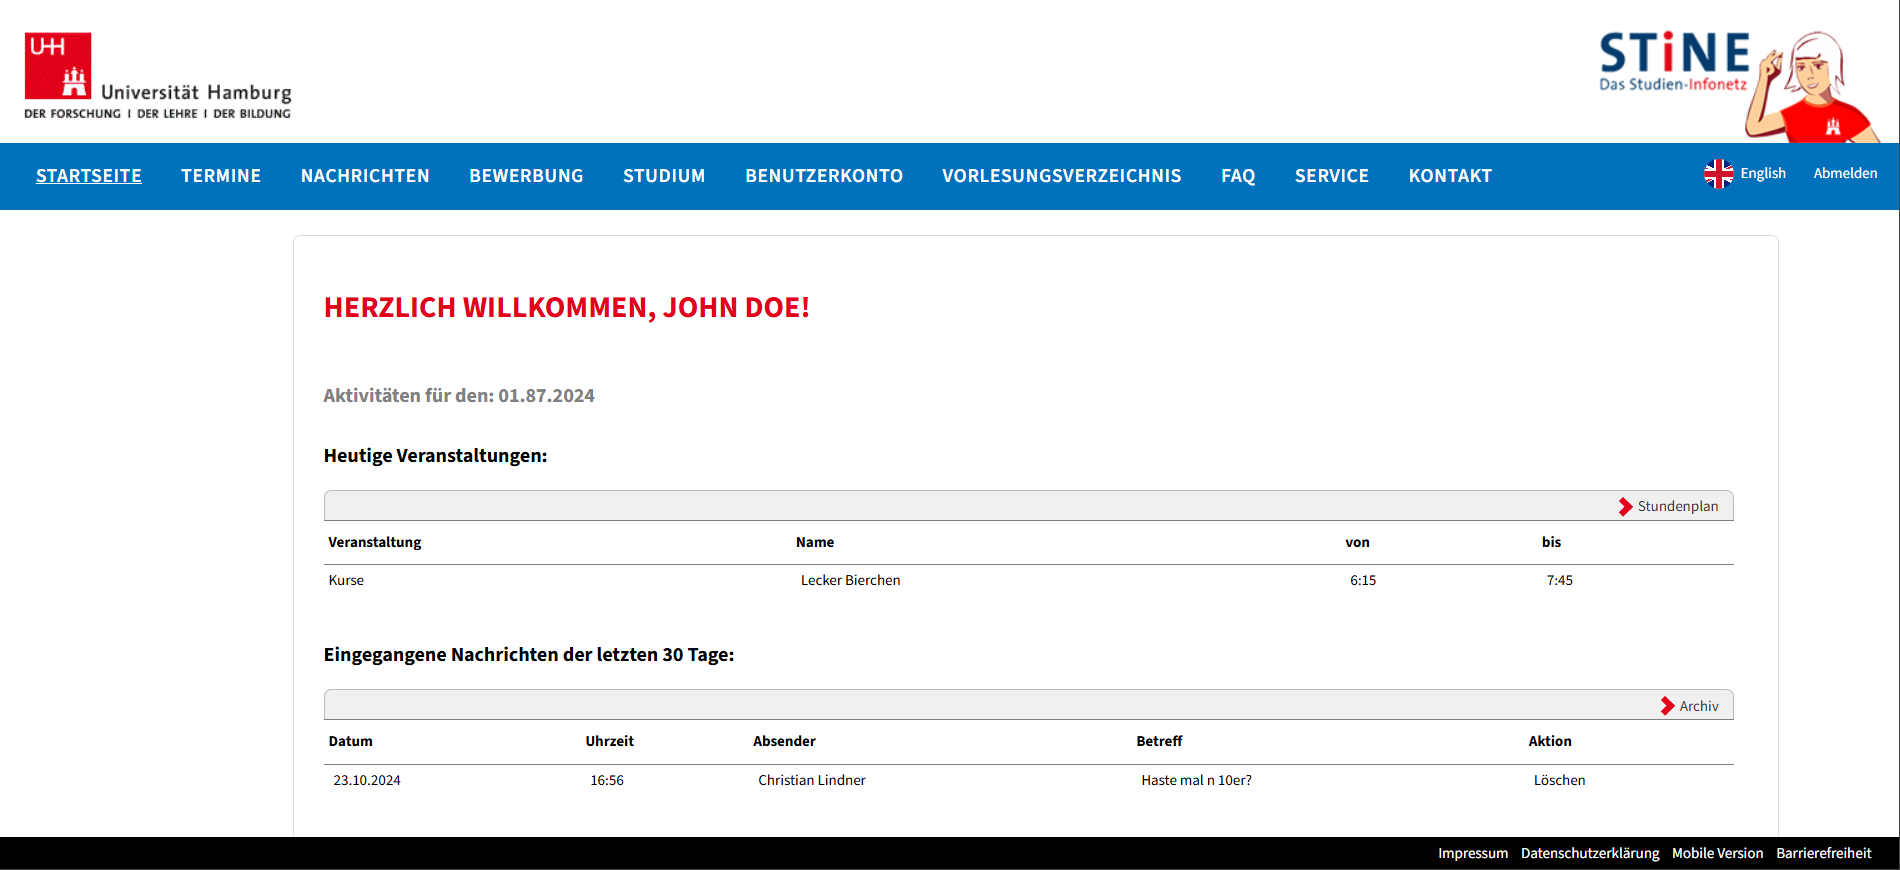 UHH
Universität Hamburg
DER FORSCHUNG I DER LEHRE I DER BILDUNG
STiNE
Das Studien-Infonetz
STARTSEITE TERMINE NACHRICHTEN BEWERBUNG STUDIUM BENUTZERKONTO VORLESUNGSVERZEICHNIS FAQ SERVICE KONTAKT English Abmelden
HERZLICH WILLKOMMEN, JOHN DOE!
Aktivitäten für den: 01.87.2024
Heutige Veranstaltungen:
Stundenplan
Veranstaltung Name von bis
Kurse Lecker Bierchen 6:15 7:45
Eingegangene Nachrichten der letzten 30 Tage:
Archiv
Datum Uhrzeit Absender Betreff Aktion
23.10.2024 16:56 Christian Lindner Haste mal n 10er? Löschen
Impressum Datenschutzerklärung Mobile Version Barrierefreiheit